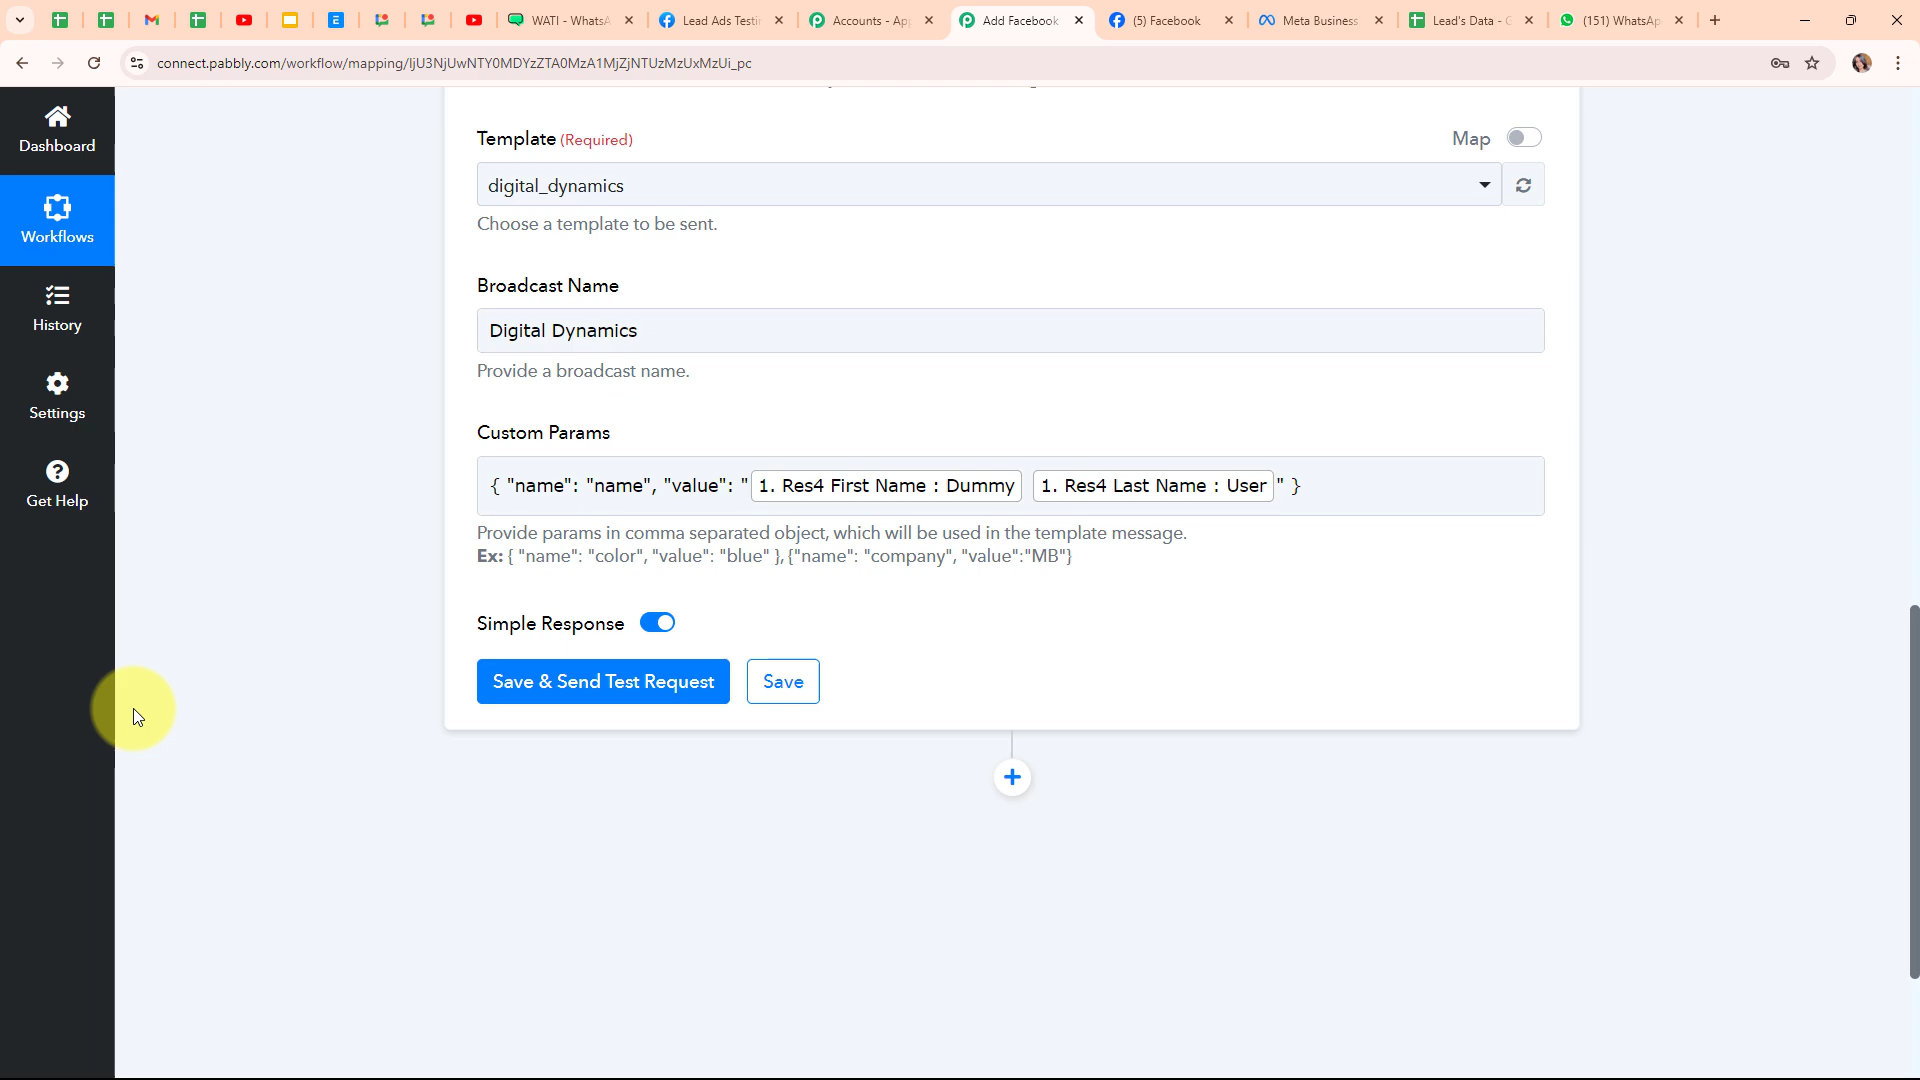 WATI - WhatsA
Lead Ads Testin
Accounts - App
Add Facebook
(5) Facebook
Meta Business
Lead's Data - G
(151) WhatsAp
connect.pabbly.com/workflow/mapping/IjU3NjUwNTY0MDYzZTA0MzA1MjZjNTUzMzUxMzUi_pc
Dashboard
Workflows
History
Settings
Get Help
Template (Required)
Map
digital_dynamics
Choose a template to be sent.
Broadcast Name
Digital Dynamics
Provide a broadcast name.
Custom Params
{ "name": "name", "value": " 1. Res4 First Name : Dummy 1. Res4 Last Name : User " }
Provide params in comma separated object, which will be used in the template message.
Ex: { "name": "color", "value": "blue" },{"name": "company", "value":"MB"}
Simple Response
Save & Send Test Request
Save